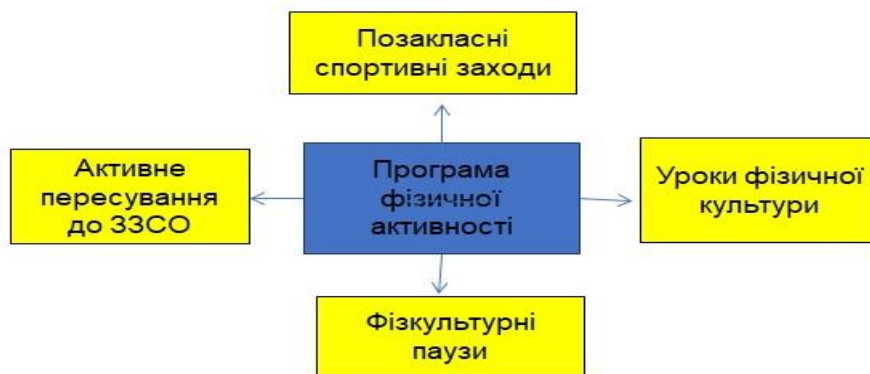 Позакласні
спортивні заходи
Активне
пересування
до ЗЗСО
Програма
фізичної
активності
Уроки фізичної
культури
Фізкультурні
паузи